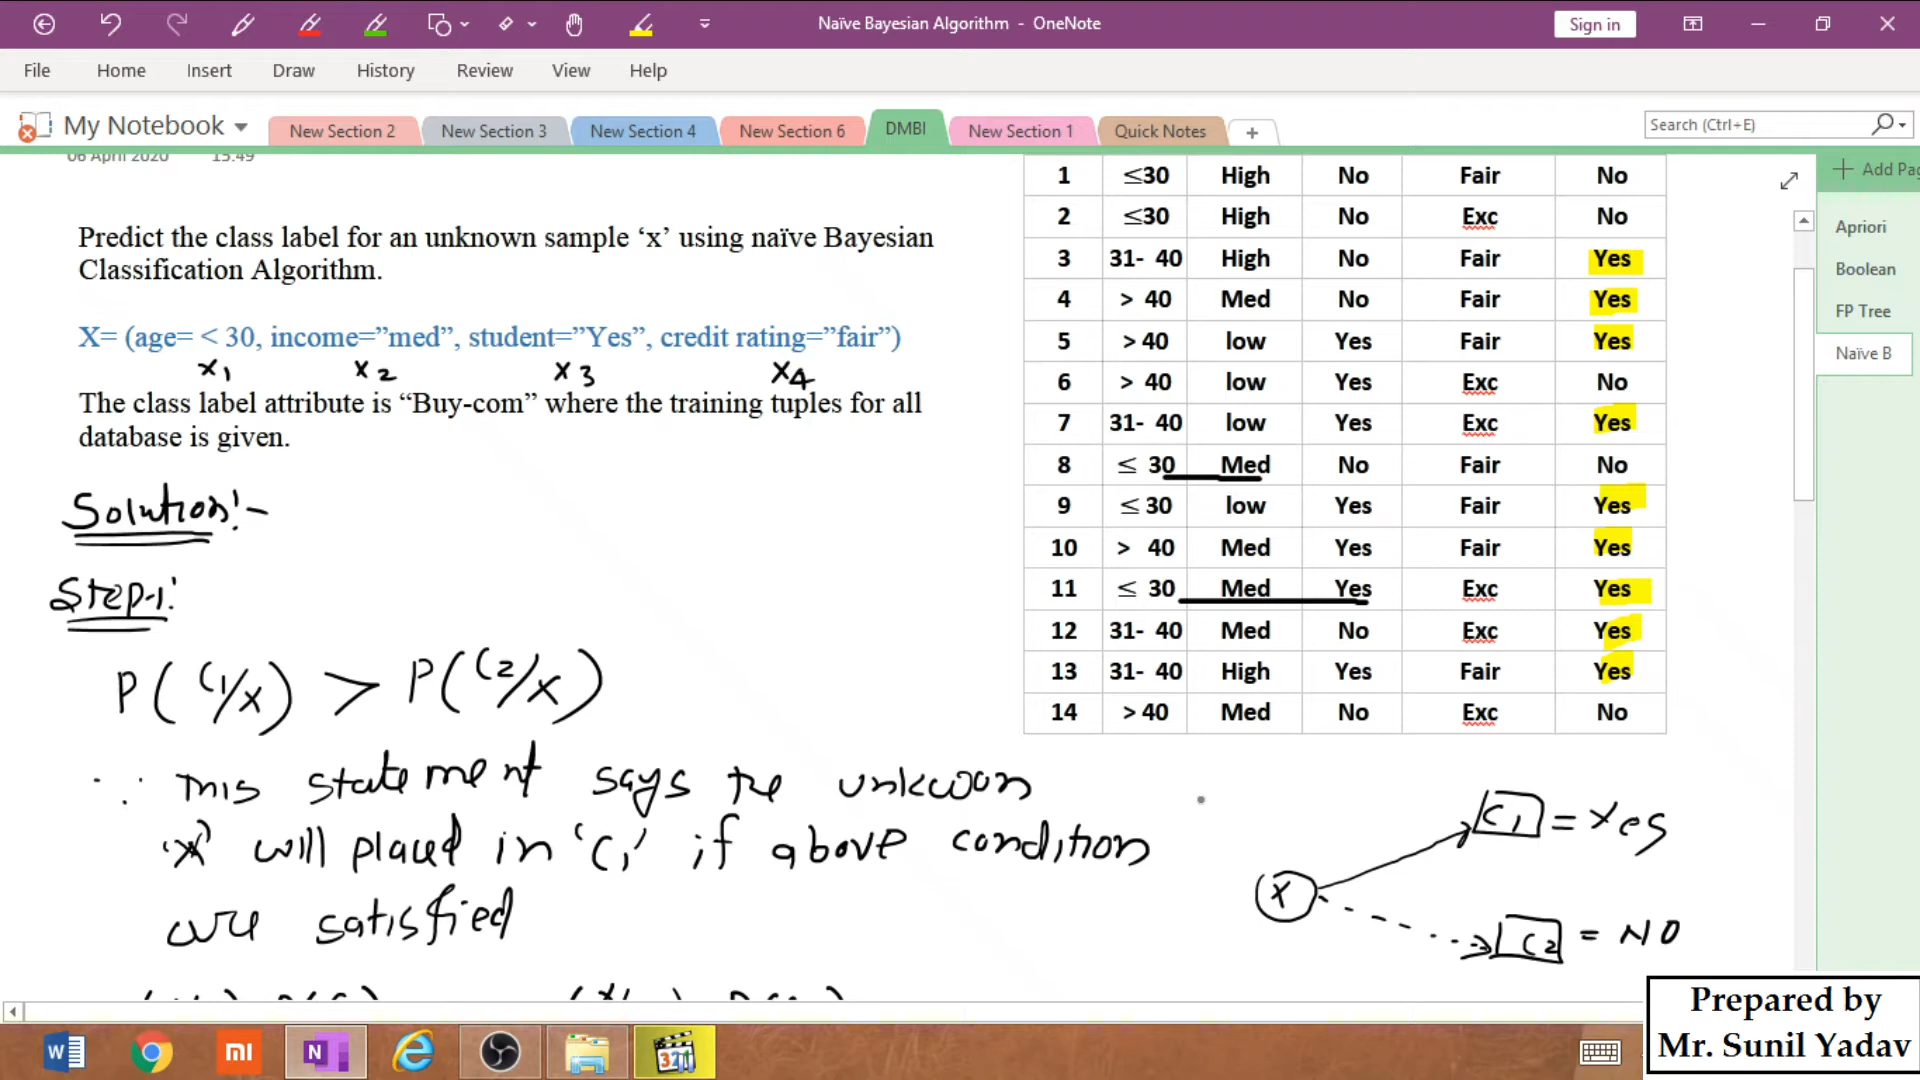 Naïve Bayesian Algorithm - OneNote
Sign in
File Home Insert Draw History Review View Help
My Notebook
New Section 2 New Section 3 New Section 4 New Section 6 DMBI New Section 1 Quick Notes +
Search (Ctrl+E)
06 April 2020 15:49
Predict the class label for an unknown sample ‘x’ using naïve Bayesian
Classification Algorithm.
X= (age= < 30, income=”med”, student=”Yes”, credit rating=”fair”)
x1 x2 x3 x4
The class label attribute is “Buy-com” where the training tuples for all
database is given.
Solution:-
Step-1:
P(C1/X) > P(C2/X)
∵ This statement says the unknwon
'x' will placed in 'C1' if above condition
are satisfied
1 ≤30 High No Fair No
2 ≤30 High No Exc No
3 31- 40 High No Fair Yes
4 > 40 Med No Fair Yes
5 > 40 low Yes Fair Yes
6 > 40 low Yes Exc No
7 31- 40 low Yes Exc Yes
8 ≤ 30 Med No Fair No
9 ≤ 30 low Yes Fair Yes
10 > 40 Med Yes Fair Yes
11 ≤ 30 Med Yes Exc Yes
12 31- 40 Med No Exc Yes
13 31- 40 High Yes Fair Yes
14 > 40 Med No Exc No
X
C1 = Yes
C2 = NO
+ Add Pag
Apriori
Boolean
FP Tree
Naïve B
Prepared by
Mr. Sunil Yadav
W mi N 321